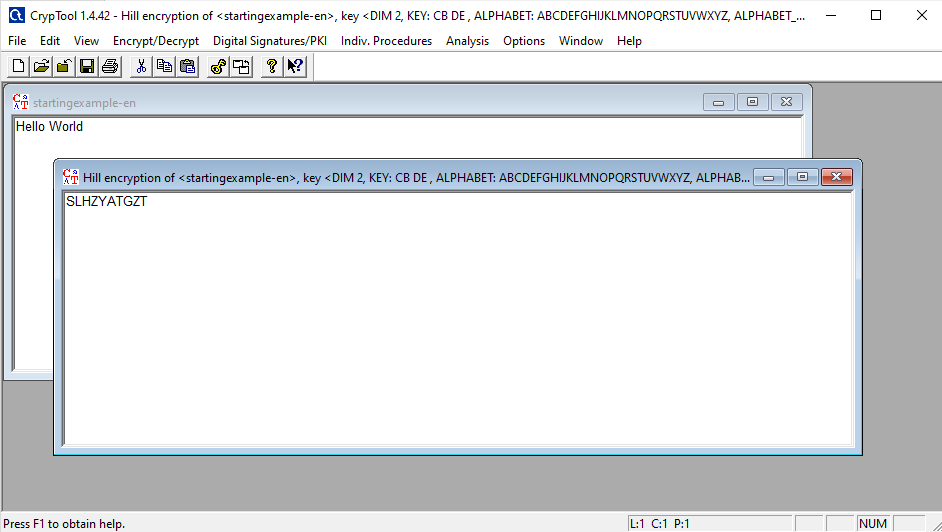 CrypTool 1.4.42 - Hill encryption of <startingexample-en>, key <DIM 2, KEY: CB DE , ALPHABET: ABCDEFGHIJKLMNOPQRSTUVWXYZ, ALPHABET_...
File Edit View Encrypt/Decrypt Digital Signatures/PKI Indiv. Procedures Analysis Options Window Help
startingexample-en
Hello World
Hill encryption of <startingexample-en>, key <DIM 2, KEY: CB DE , ALPHABET: ABCDEFGHIJKLMNOPQRSTUVWXYZ, ALPHAB...
SLHZYATGZT
Press F1 to obtain help. L:1 C:1 P:1 NUM